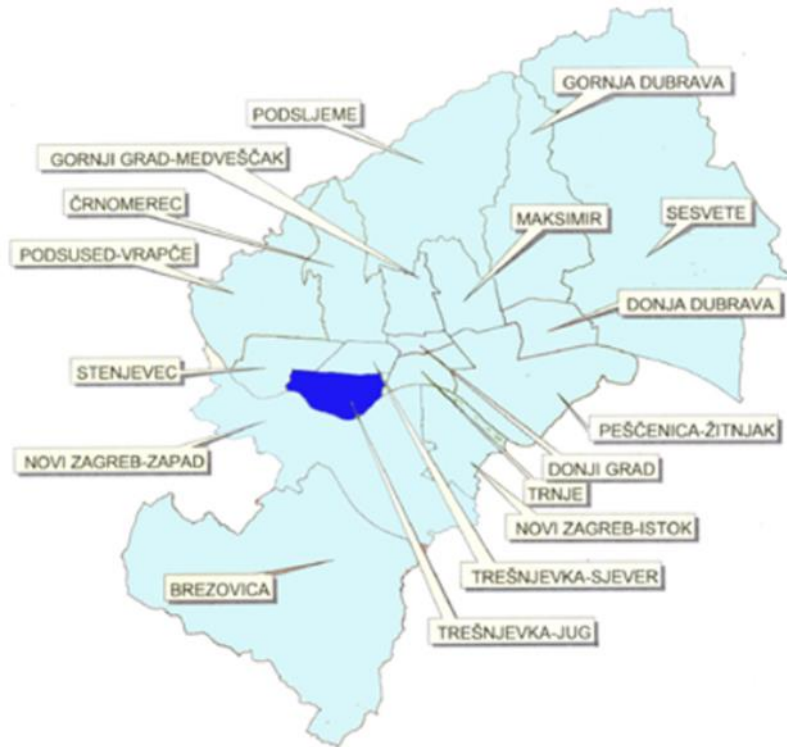 GORNJA DUBRAVA
PODSLJEME
GORNJI GRAD-MEDVEŠČAK
ČRNOMEREC
MAKSIMIR
SESVETE
PODSUSED-VRAPČE
DONJA DUBRAVA
STENJEVEC
PEŠČENICA-ŽITNJAK
NOVI ZAGREB-ZAPAD
DONJI GRAD
TRNJE
NOVI ZAGREB-ISTOK
TREŠNJEVKA-SJEVER
BREZOVICA
TREŠNJEVKA-JUG